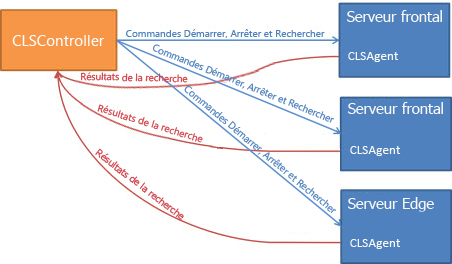 CLSController
Commandes Démarrer, Arrêter et Rechercher
Serveur frontal
CLSAgent
Résultats de la recherche
Commandes Démarrer, Arrêter et Rechercher
Serveur frontal
CLSAgent
Résultats de la recherche
Commandes Démarrer, Arrêter et Rechercher
Serveur Edge
CLSAgent
Résultats de la recherche